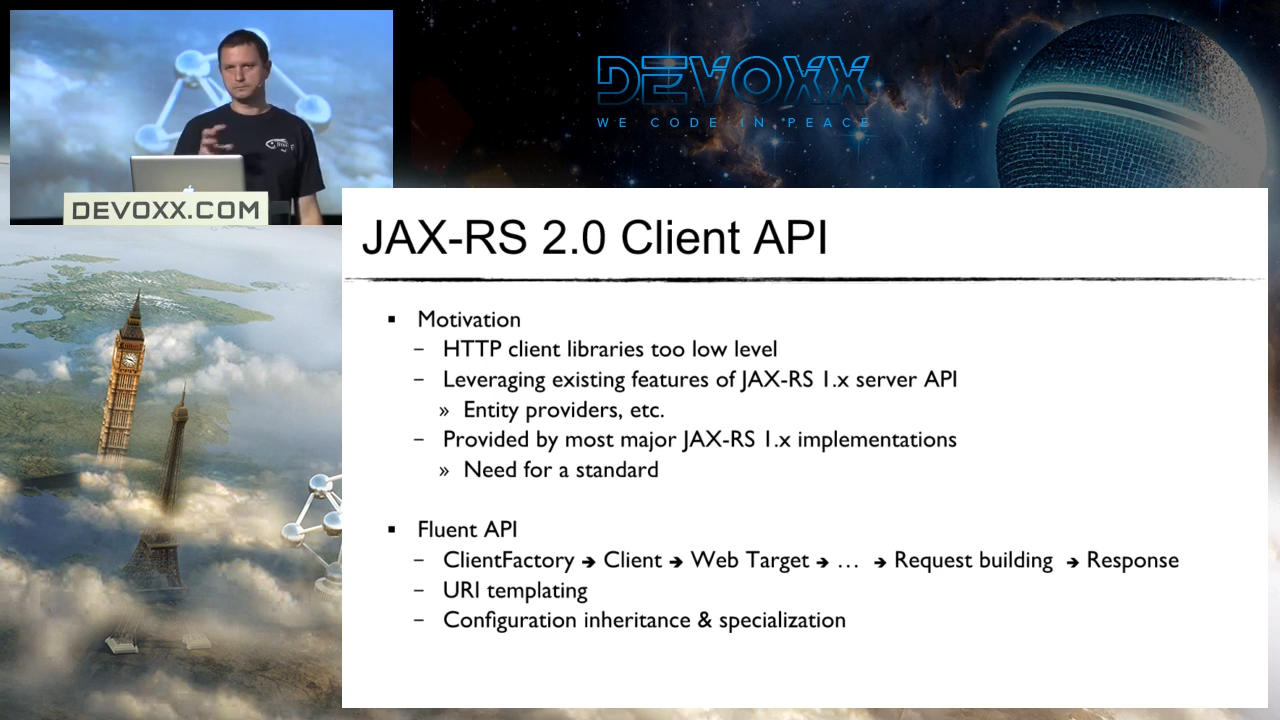 DEVOXX
WE CODE IN PEACE
DEVOXX.COM
JAX-RS 2.0 Client API
▪ Motivation
– HTTP client libraries too low level
– Leveraging existing features of JAX-RS 1.x server API
» Entity providers, etc.
– Provided by most major JAX-RS 1.x implementations
» Need for a standard
▪ Fluent API
– ClientFactory → Client → Web Target → … → Request building → Response
– URI templating
– Configuration inheritance & specialization